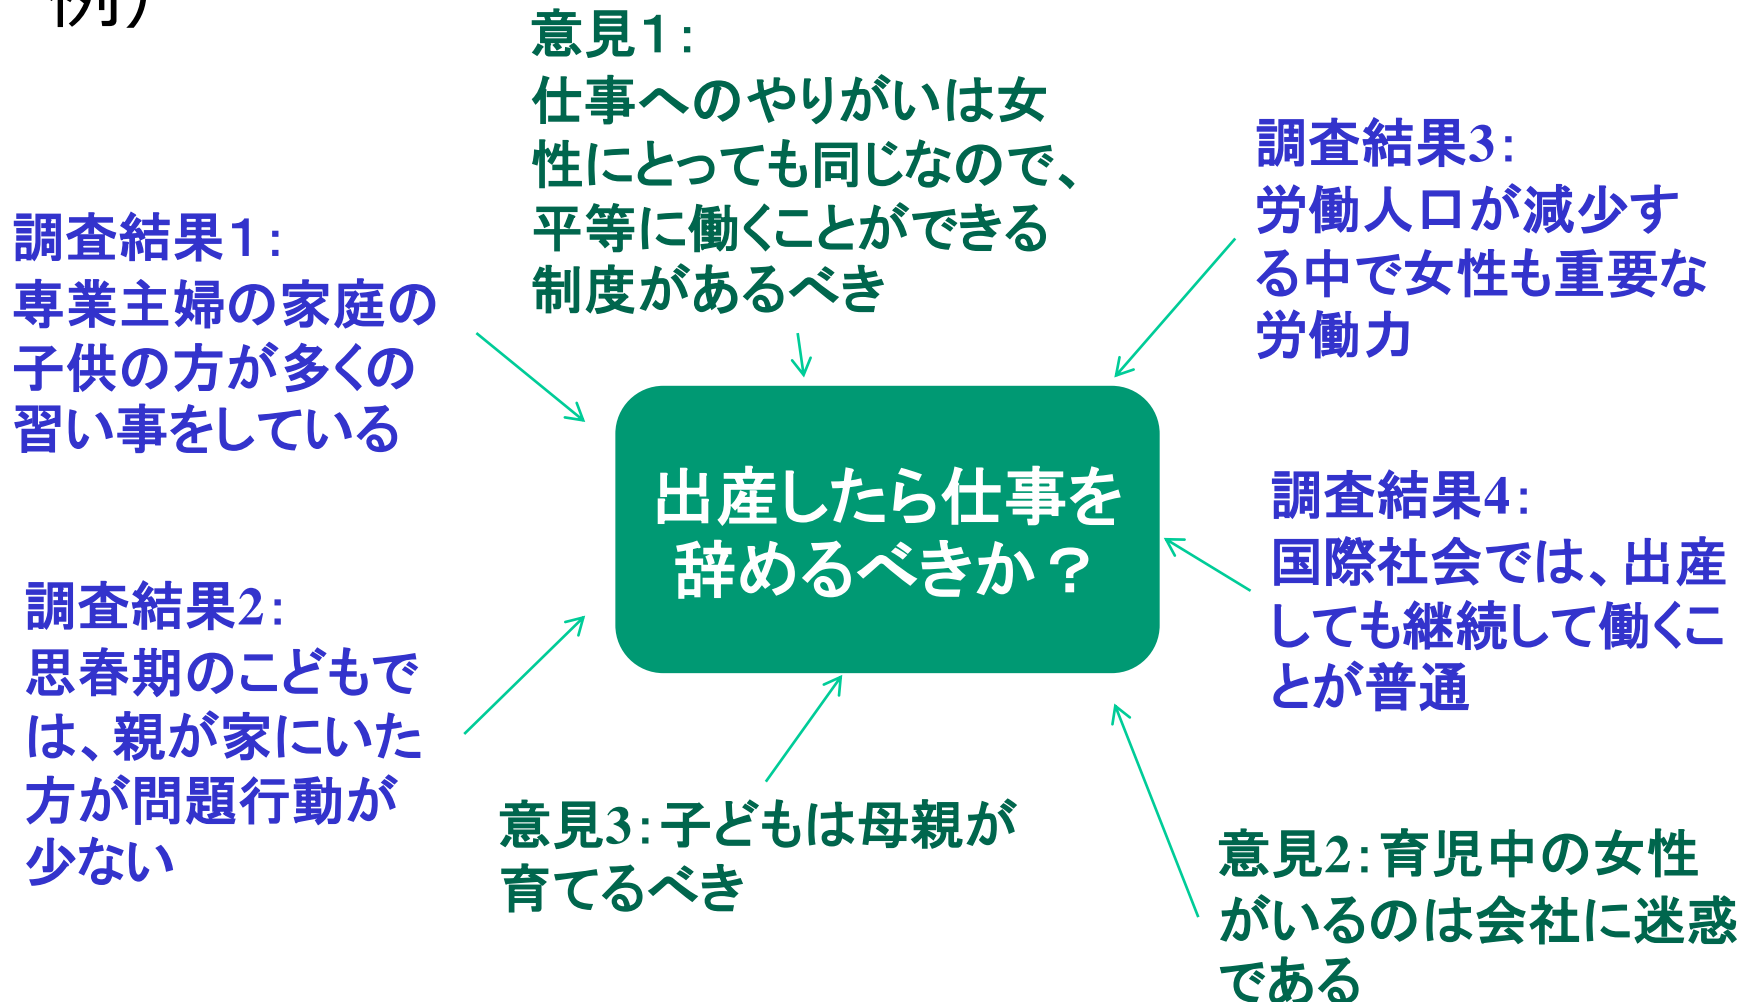 例）
意見１：
仕事へのやりがいは女
性にとっても同じなので、
平等に働くことができる
制度があるべき
調査結果１：
専業主婦の家庭の
子供の方が多くの
習い事をしている
調査結果3：
労働人口が減少す
る中で女性も重要な
労働力
出産したら仕事を
辞めるべきか？
調査結果2：
思春期のこどもで
は、親が家にいた
方が問題行動が
少ない
調査結果4：
国際社会では、出産
しても継続して働くこ
とが普通
意見3：子どもは母親が
育てるべき
意見2：育児中の女性
がいるのは会社に迷惑
である